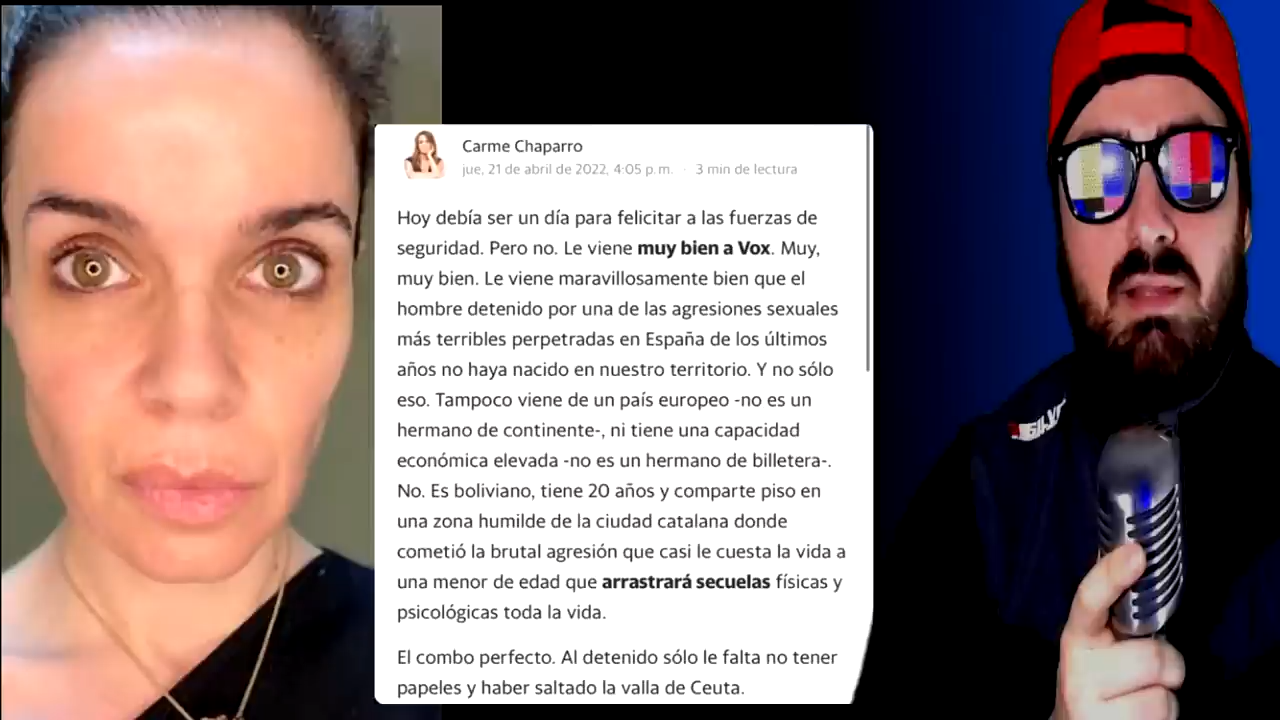 Carme Chaparro
jue, 21 de abril de 2022, 4:05 p. m. · 3 min de lectura
Hoy debía ser un día para felicitar a las fuerzas de
seguridad. Pero no. Le viene muy bien a Vox. Muy,
muy bien. Le viene maravillosamente bien que el
hombre detenido por una de las agresiones sexuales
más terribles perpetradas en España de los últimos
años no haya nacido en nuestro territorio. Y no sólo
eso. Tampoco viene de un país europeo -no es un
hermano de continente-, ni tiene una capacidad
económica elevada -no es un hermano de billetera-.
No. Es boliviano, tiene 20 años y comparte piso en
una zona humilde de la ciudad catalana donde
cometió la brutal agresión que casi le cuesta la vida a
una menor de edad que arrastrará secuelas físicas y
psicológicas toda la vida.
El combo perfecto. Al detenido sólo le falta no tener
papeles y haber saltado la valla de Ceuta.